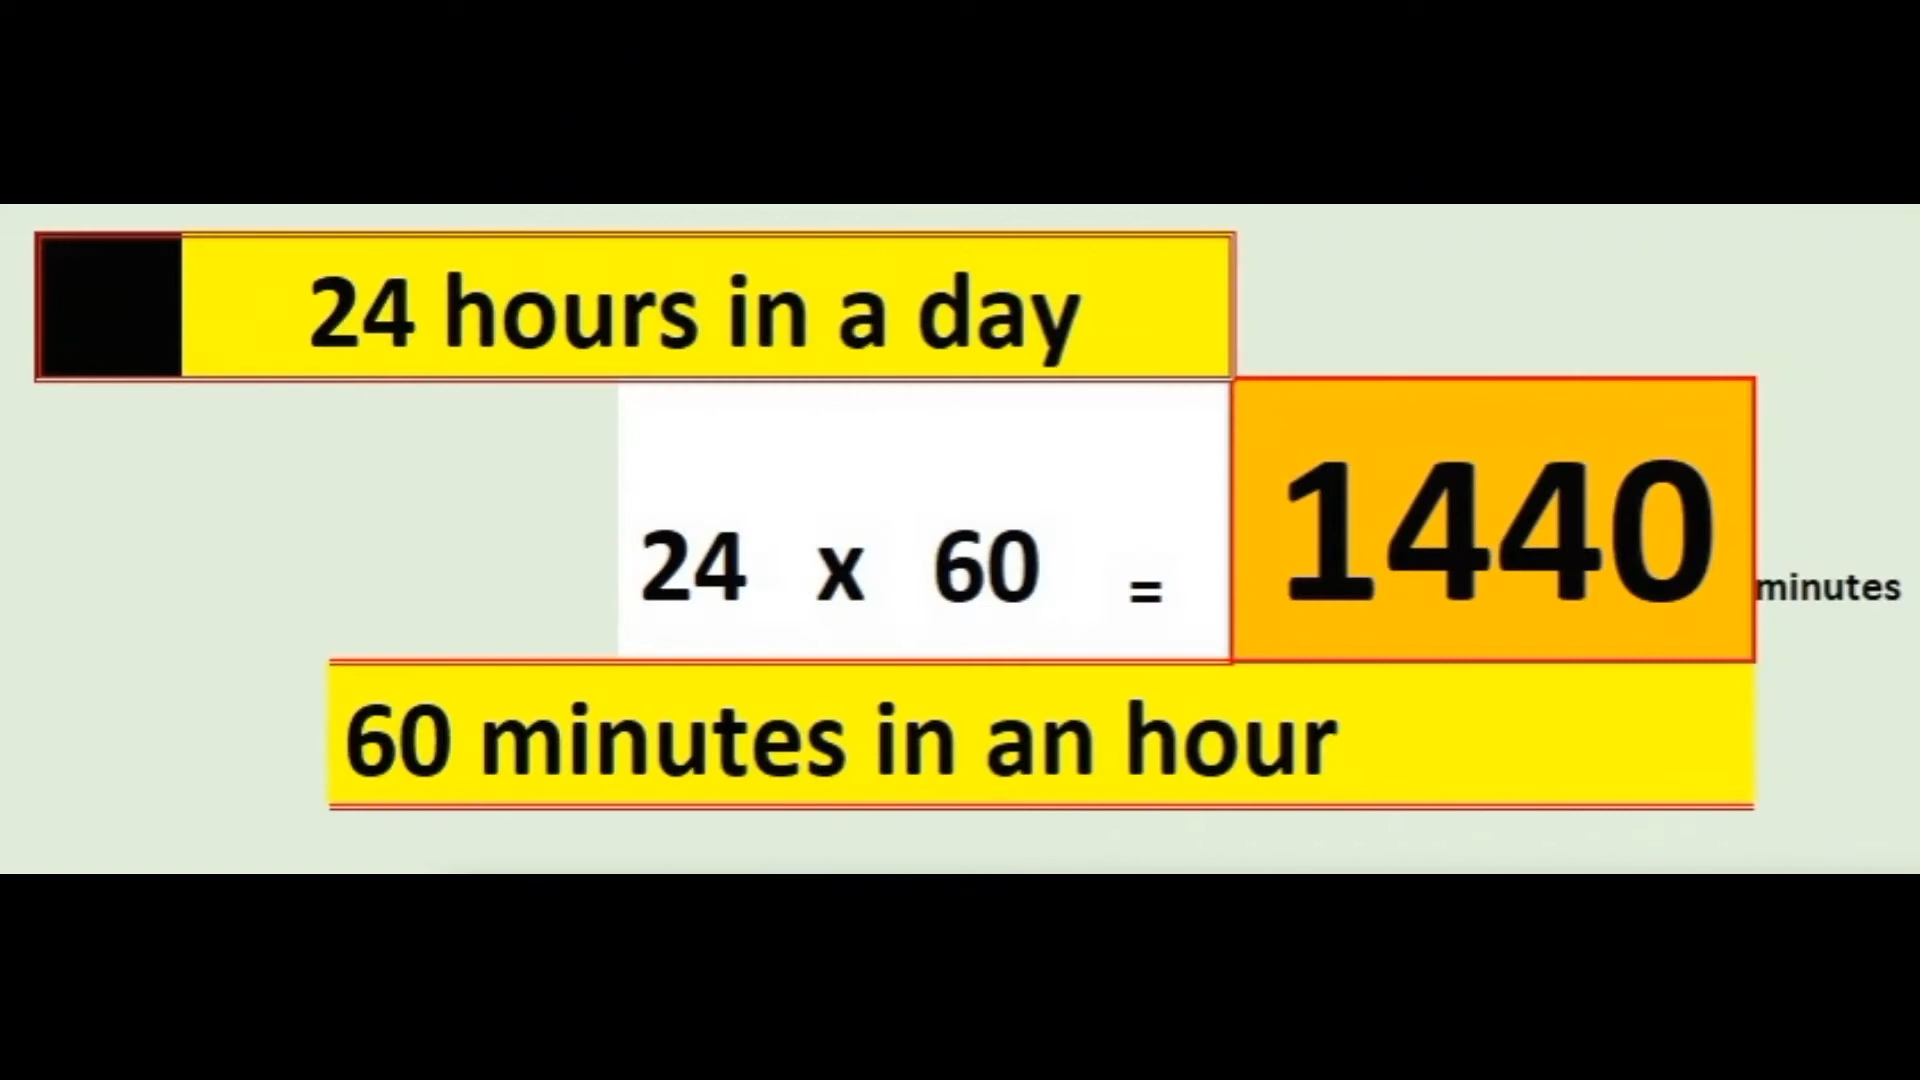 24 hours in a day
24 x 60 = 1440 minutes
60 minutes in an hour